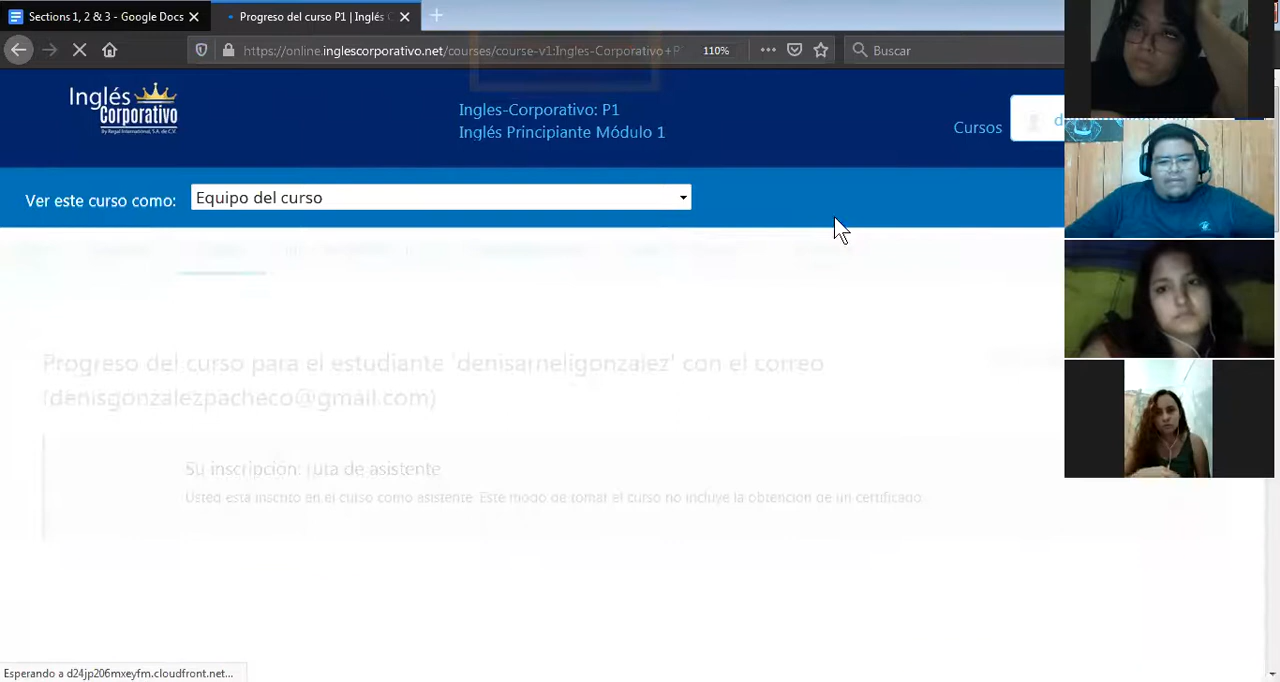 Sections 1, 2 & 3 - Google Docs
Progreso del curso P1 | Inglés
https://online.inglescorporativo.net/courses/course-v1:Ingles-Corporativo+P
110%
Buscar
Inglés
Corporativo
By Regal International, S.A. de C.V.
Ingles-Corporativo: P1
Inglés Principiante Módulo 1
Cursos
Ver este curso como:
Equipo del curso
Progreso del curso para el estudiante 'denisarneligonzalez' con el correo
(denisgonzalezpacheco@gmail.com)
Su inscripción: ruta de asistente
Usted está inscrito en el curso como asistente. Este modo de tomar el curso no incluye la obtención de un certificado.
Esperando a d24jp206mxeyfm.cloudfront.net...